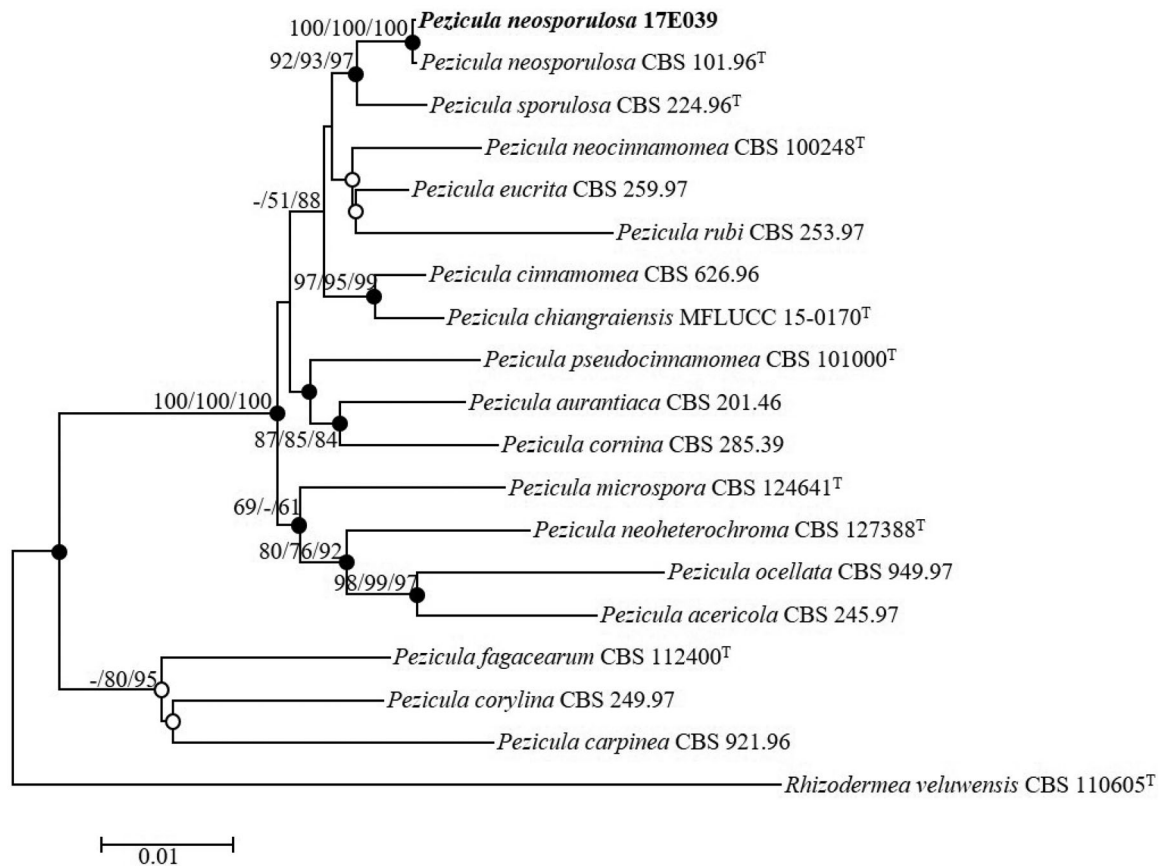 Pezicula neosporulosa 17E039
100/100/100
Pezicula neosporulosa CBS 101.96ᵀ
92/93/97
Pezicula sporulosa CBS 224.96ᵀ
Pezicula neocinnamomea CBS 100248ᵀ
Pezicula eucrita CBS 259.97
-/51/88
Pezicula rubi CBS 253.97
Pezicula cinnamomea CBS 626.96
97/95/99
Pezicula chiangraiensis MFLUCC 15-0170ᵀ
Pezicula pseudocinnamomea CBS 101000ᵀ
Pezicula aurantiaca CBS 201.46
100/100/100
87/85/84
Pezicula cornina CBS 285.39
Pezicula microspora CBS 124641ᵀ
69/-/61
Pezicula neoheterochroma CBS 127388ᵀ
80/76/92
Pezicula ocellata CBS 949.97
98/99/97
Pezicula acericola CBS 245.97
Pezicula fagacearum CBS 112400ᵀ
-/80/95
Pezicula corylina CBS 249.97
Pezicula carpinea CBS 921.96
Rhizodermea veluwensis CBS 110605ᵀ
0.01